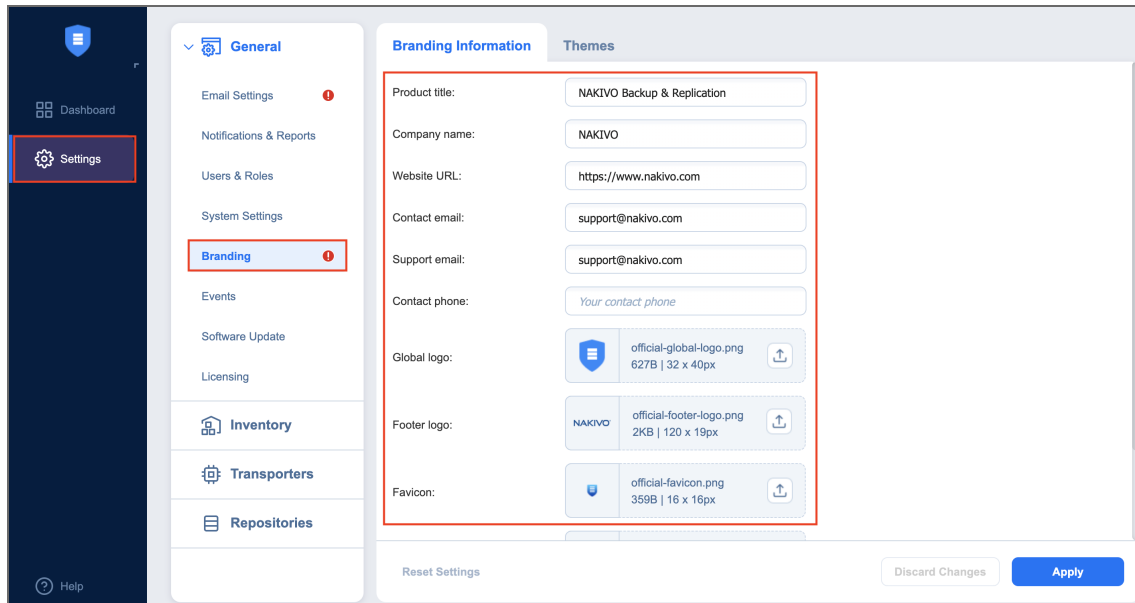 Dashboard
Settings
Help
General
Email Settings
Notifications & Reports
Users & Roles
System Settings
Branding
Events
Software Update
Licensing
Inventory
Transporters
Repositories
Branding Information
Themes
Product title:
NAKIVO Backup & Replication
Company name:
NAKIVO
Website URL:
https://www.nakivo.com
Contact email:
support@nakivo.com
Support email:
support@nakivo.com
Contact phone:
Your contact phone
Global logo:
official-global-logo.png
627B | 32 x 40px
Footer logo:
NAKIVO
official-footer-logo.png
2KB | 120 x 19px
Favicon:
official-favicon.png
359B | 16 x 16px
Reset Settings
Discard Changes
Apply